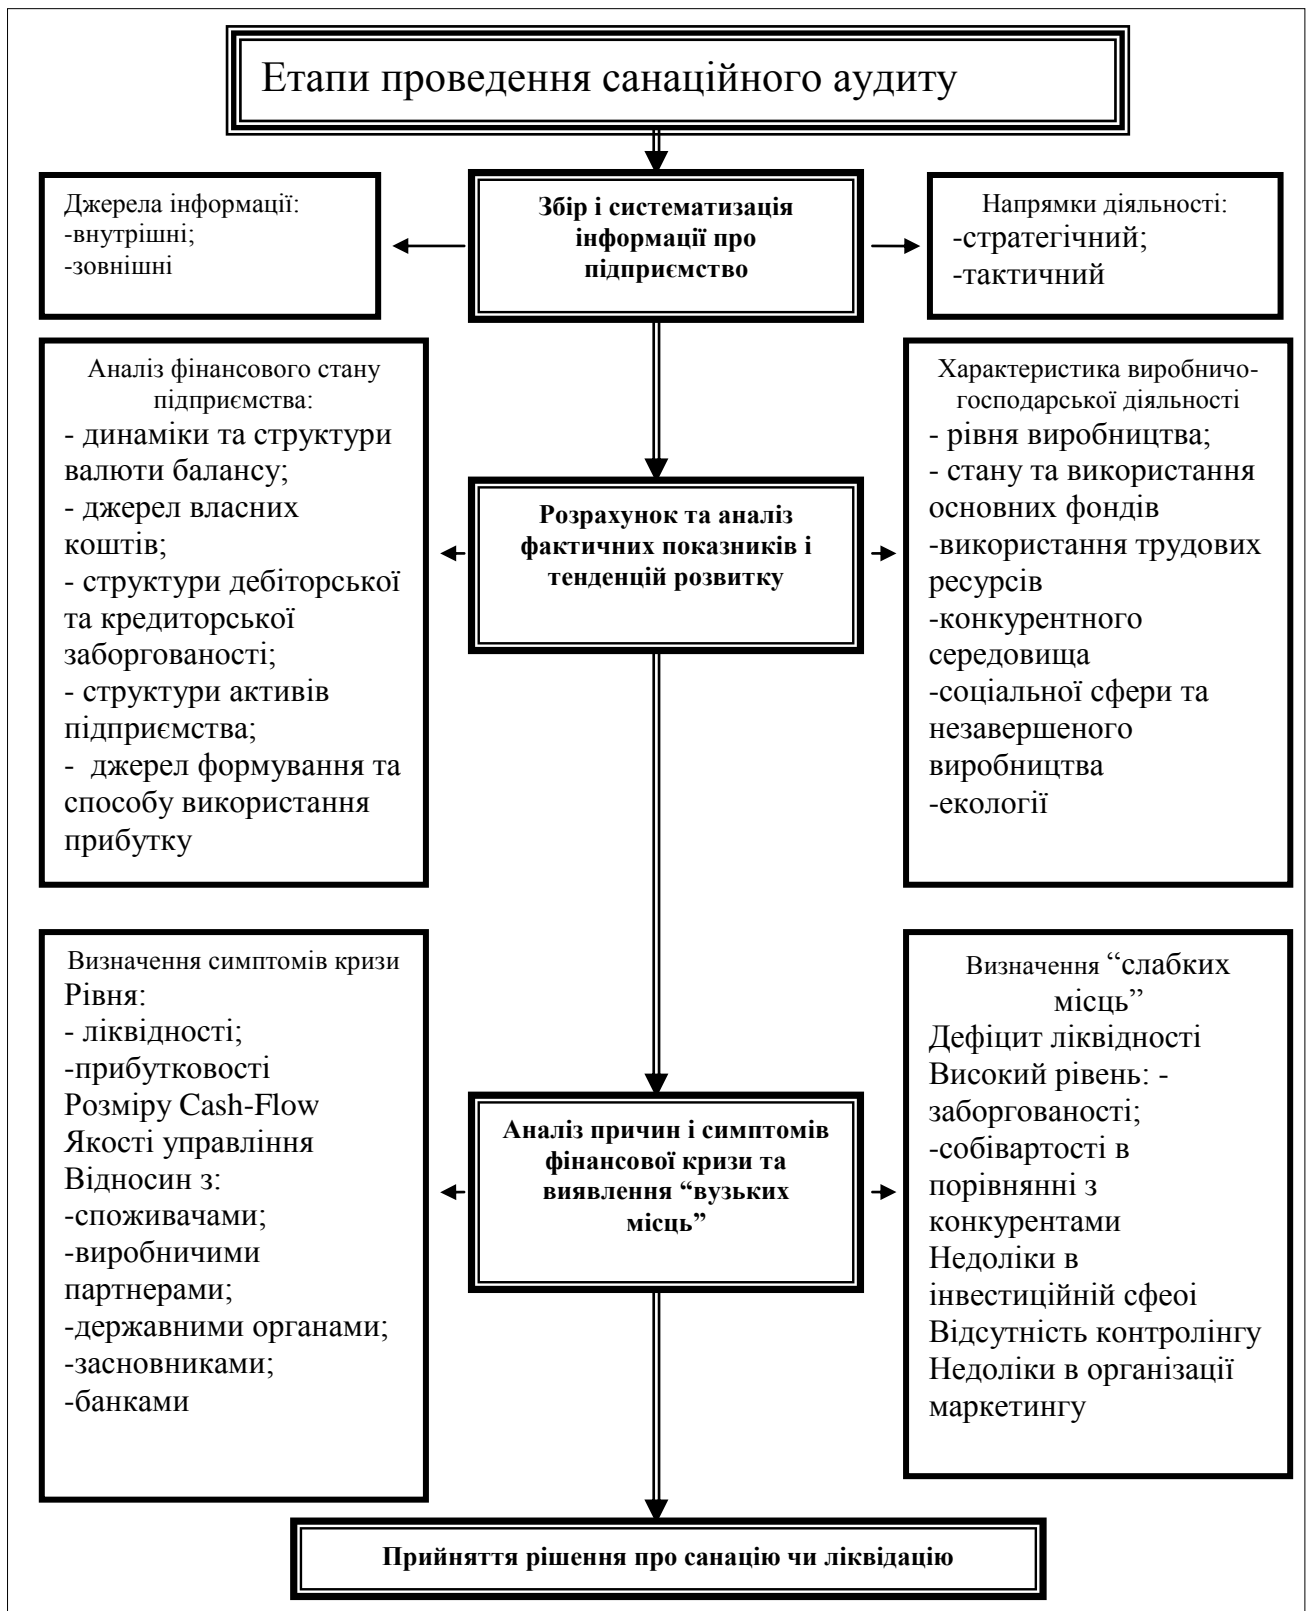 Етапи проведення санаційного аудиту
Джерела інформації:
-внутрішні;
-зовнішні
Збір і систематизація
інформації про
підприємство
Напрямки діяльності:
-стратегічний;
-тактичний
Аналіз фінансового стану
підприємства:
- динаміки та структури
валюти балансу;
- джерел власних
коштів;
- структури дебіторської
та кредиторської
заборгованості;
- структури активів
підприємства;
- джерел формування та
способу використання
прибутку
Розрахунок та аналіз
фактичних показників і
тенденцій розвитку
Характеристика виробничо-
господарської діяльності
- рівня виробництва;
- стану та використання
основних фондів
-використання трудових
ресурсів
-конкурентного
середовища
-соціальної сфери та
незавершеного
виробництва
-екології
Визначення симптомів кризи
Рівня:
- ліквідності;
-прибутковості
Розміру Cash-Flow
Якості управління
Відносин з:
-споживачами;
-виробничими
партнерами;
-державними органами;
-засновниками;
-банками
Аналіз причин і симптомів
фінансової кризи та
виявлення “вузьких
місць”
Визначення “слабких
місць”
Дефіцит ліквідності
Високий рівень: -
заборгованості;
-собівартості в
порівнянні з
конкурентами
Недоліки в
інвестиційній сфеоі
Відсутність контролінгу
Недоліки в організації
маркетингу
Прийняття рішення про санацію чи ліквідацію